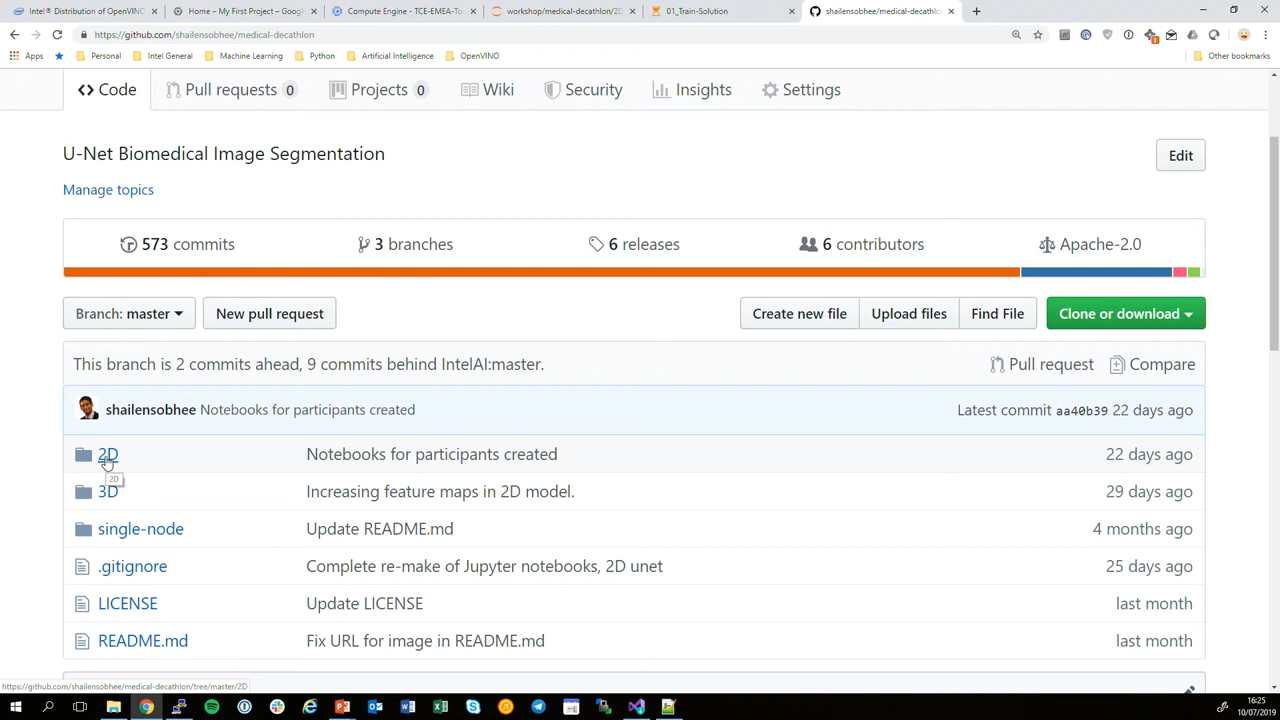 Intel® Distribution of OpenVINO
Home – My First Project – Goog
Compute Engine - TCE-EMEA-To
workshop/medical-decathlon/2D
01_Train-Solution
shailensobhee/medical-decathlon
https://github.com/shailensobhee/medical-decathlon
Apps
Personal
Intel General
Machine Learning
Python
Artificial Intelligence
OpenVINO
Other bookmarks
Code
Pull requests 0
Projects 0
Wiki
Security
Insights
Settings
U-Net Biomedical Image Segmentation
Edit
Manage topics
573 commits
3 branches
6 releases
6 contributors
Apache-2.0
Branch: master
New pull request
Create new file
Upload files
Find File
Clone or download
This branch is 2 commits ahead, 9 commits behind IntelAI:master.
Pull request
Compare
shailensobhee Notebooks for participants created
Latest commit aa40b39 22 days ago
2D Notebooks for participants created 22 days ago
2D
3D Increasing feature maps in 2D model. 29 days ago
single-node Update README.md 4 months ago
.gitignore Complete re-make of Jupyter notebooks, 2D unet 25 days ago
LICENSE Update LICENSE last month
README.md Fix URL for image in README.md last month
https://github.com/shailensobhee/medical-decathlon/tree/master/2D
16:25
10/07/2019